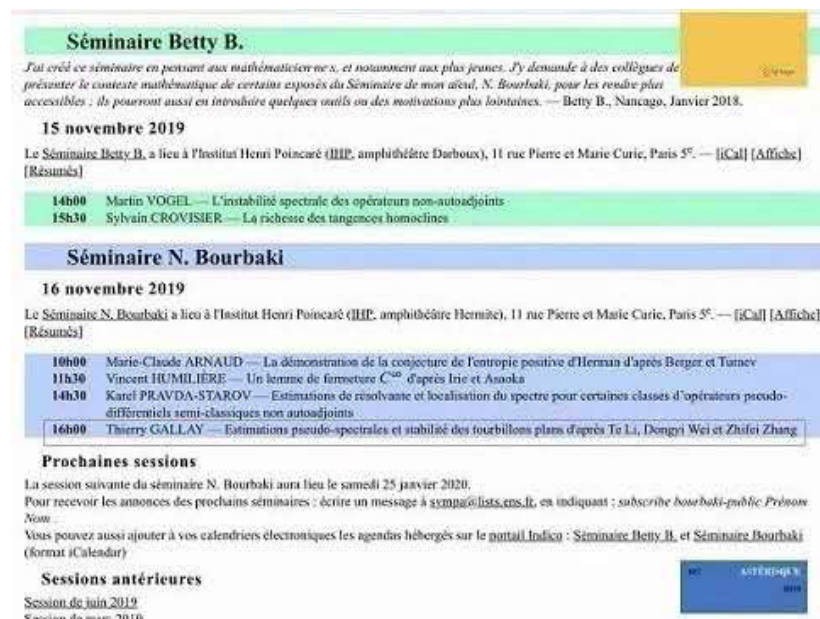 Séminaire Betty B.
J'ai créé ce séminaire en pensant aux mathématicien·ne·s, et notamment aux plus jeunes. J'y demande à des collègues de
présenter le contexte mathématique de certains exposés du Séminaire de mon aïeul, N. Bourbaki, pour les rendre plus
accessibles ; ils pourront aussi en introduire quelques outils ou des motivations plus lointaines. — Betty B., Nancago, Janvier 2018.
15 novembre 2019
Le Séminaire Betty B. a lieu à l'Institut Henri Poincaré (IHP, amphithéâtre Darboux), 11 rue Pierre et Marie Curie, Paris 5e. — [iCal] [Affiche]
[Résumés]
14h00 Martin VOGEL — L'instabilité spectrale des opérateurs non-autoadjoints
15h30 Sylvain CROVISIER — La richesse des tangences homoclines
Séminaire N. Bourbaki
16 novembre 2019
Le Séminaire N. Bourbaki a lieu à l'Institut Henri Poincaré (IHP, amphithéâtre Hermite), 11 rue Pierre et Marie Curie, Paris 5e. — [iCal] [Affiche]
[Résumés]
10h00 Marie-Claude ARNAUD — La démonstration de la conjecture de l'entropie positive d'Herman d'après Berger et Turaev
11h30 Vincent HUMILIÈRE — Un lemme de fermeture C∞ d'après Irie et Asaoka
14h30 Karel PRAVDA-STAROV — Estimations de résolvante et localisation du spectre pour certaines classes d'opérateurs pseudo-
différentiels semi-classiques non autoadjoints
16h00 Thierry GALLAY — Estimations pseudo-spectrales et stabilité des tourbillons plans d'après Te Li, Dongyi Wei et Zhifei Zhang
Prochaines sessions
La session suivante du séminaire N. Bourbaki aura lieu le samedi 25 janvier 2020.
Pour recevoir les annonces des prochains séminaires : écrire un message à sympa@lists.ens.fr, en indiquant : subscribe bourbaki-public Prénom
Nom .
Vous pouvez aussi ajouter à vos calendriers électroniques les agendas hébergés sur le portail Indico : Séminaire Betty B. et Séminaire Bourbaki
(format iCalendar)
Sessions antérieures
ASTÉRISQUE
Session de juin 2019
Session de mars 2019